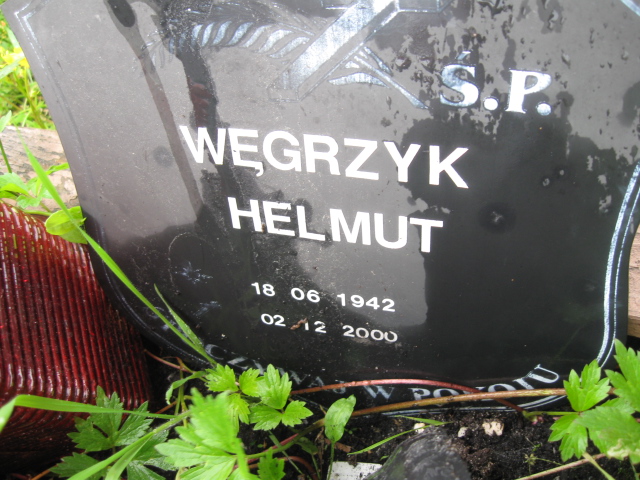 Ś.P.
WĘGRZYK
HELMUT
18 06 1942
02 12 2000
W POKOJU